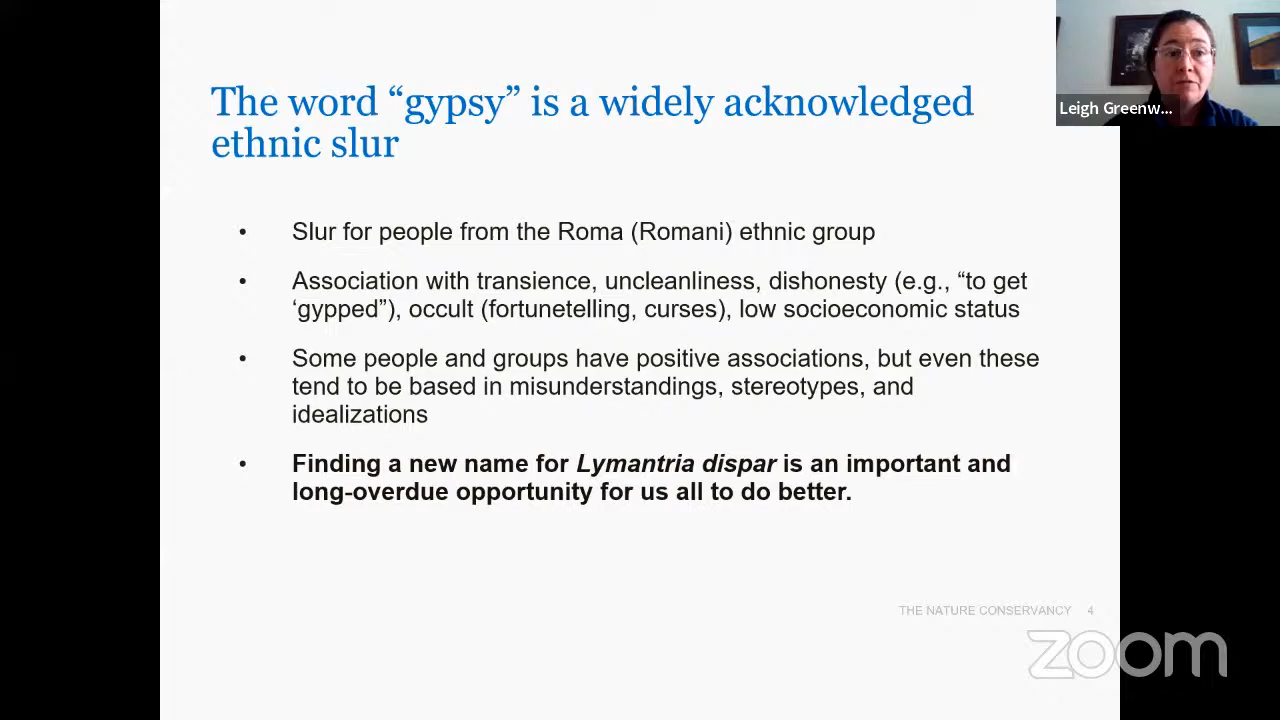 The word “gypsy” is a widely acknowledged
ethnic slur
Leigh Greenw...
• Slur for people from the Roma (Romani) ethnic group
• Association with transience, uncleanliness, dishonesty (e.g., “to get
‘gypped”), occult (fortunetelling, curses), low socioeconomic status
• Some people and groups have positive associations, but even these
tend to be based in misunderstandings, stereotypes, and
idealizations
• Finding a new name for Lymantria dispar is an important and
long-overdue opportunity for us all to do better.
THE NATURE CONSERVANCY 4
zoom